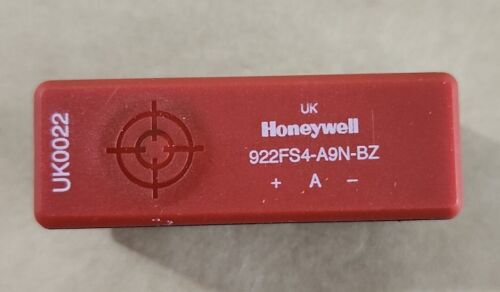 UK0022
UK
Honeywell
922FS4-A9N-BZ
+ A −